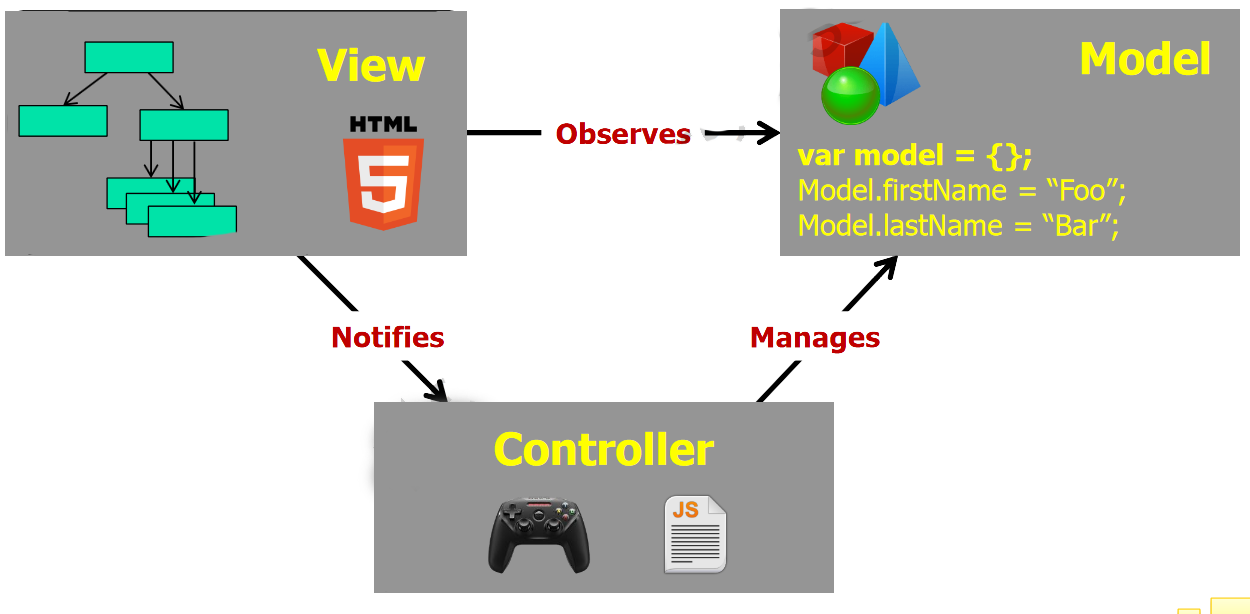 View
HTML
5
Observes
Model
var model = {};
Model.firstName = “Foo”;
Model.lastName = “Bar”;
Notifies
Manages
Controller
JS